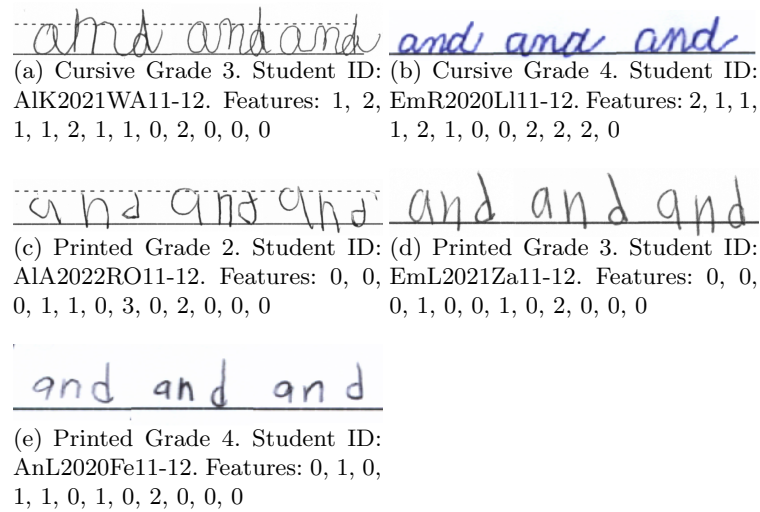 and and and
(a) Cursive Grade 3. Student ID:
AlK2021WA11-12. Features: 1, 2,
1, 1, 2, 1, 1, 0, 2, 0, 0, 0
and and and
(b) Cursive Grade 4. Student ID:
EmR2020Ll11-12. Features: 2, 1, 1,
1, 2, 1, 0, 0, 2, 2, 2, 0
and and and
(c) Printed Grade 2. Student ID:
AlA2022RO11-12. Features: 0, 0,
0, 1, 1, 0, 3, 0, 2, 0, 0, 0
and and and
(d) Printed Grade 3. Student ID:
EmL2021Za11-12. Features: 0, 0,
0, 1, 0, 0, 1, 0, 2, 0, 0, 0
and and and
(e) Printed Grade 4. Student ID:
AnL2020Fe11-12. Features: 0, 1, 0,
1, 1, 0, 1, 0, 2, 0, 0, 0